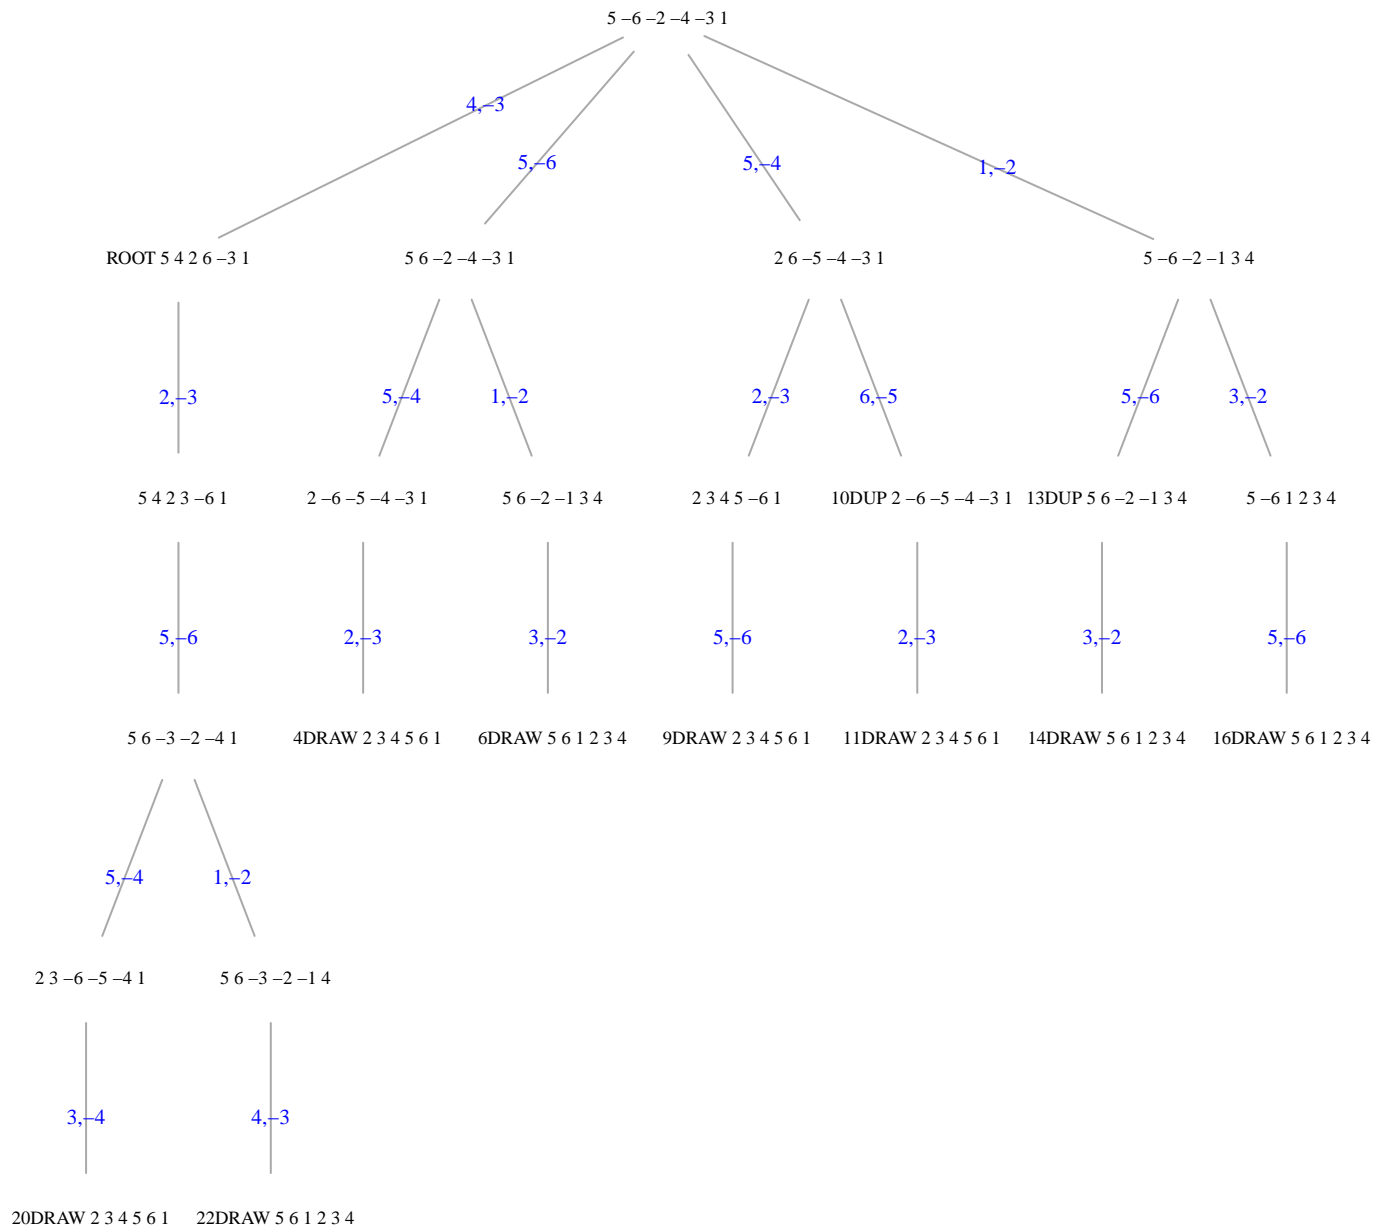 5 –6 –2 –4 –3 1
4,–3
5,–6
5,–4
1,–2
ROOT 5 4 2 6 –3 1
5 6 –2 –4 –3 1
2 6 –5 –4 –3 1
5 –6 –2 –1 3 4
2,–3
5,–4
1,–2
2,–3
6,–5
5,–6
3,–2
5 4 2 3 –6 1
2 –6 –5 –4 –3 1
5 6 –2 –1 3 4
2 3 4 5 –6 1
10DUP 2 –6 –5 –4 –3 1
13DUP 5 6 –2 –1 3 4
5 –6 1 2 3 4
5,–6
2,–3
3,–2
5,–6
2,–3
3,–2
5,–6
5 6 –3 –2 –4 1
4DRAW 2 3 4 5 6 1
6DRAW 5 6 1 2 3 4
9DRAW 2 3 4 5 6 1
11DRAW 2 3 4 5 6 1
14DRAW 5 6 1 2 3 4
16DRAW 5 6 1 2 3 4
5,–4
1,–2
2 3 –6 –5 –4 1
5 6 –3 –2 –1 4
3,–4
4,–3
20DRAW 2 3 4 5 6 1
22DRAW 5 6 1 2 3 4